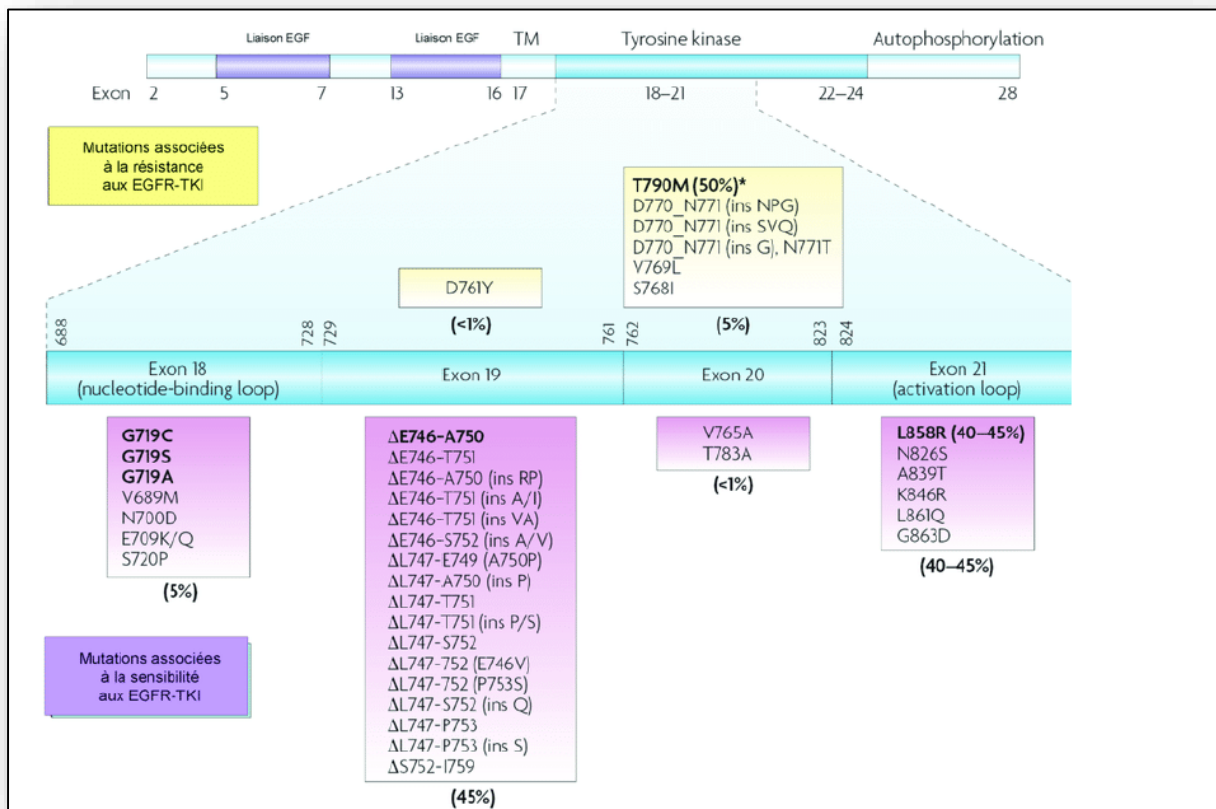 Liaison EGF
Liaison EGF
TM
Tyrosine kinase
Autophosphorylation
Exon
2
5
7
13
16
17
18–21
22–24
28
Mutations associées
à la résistance
aux EGFR-TKI
T790M (50%)*
D770_N771 (ins NPG)
D770_N771 (ins SVQ)
D770_N771 (ins G), N771T
V769L
S768I
D761Y
(<1%)
(5%)
688
728
729
761
762
823
824
Exon 18
(nucleotide-binding loop)
Exon 19
Exon 20
Exon 21
(activation loop)
G719C
G719S
G719A
V689M
N700D
E709K/Q
S720P
(5%)
ΔE746-A750
ΔE746-T751
ΔE746-A750 (ins RP)
ΔE746-T751 (ins A/I)
ΔE746-T751 (ins VA)
ΔE746-S752 (ins A/V)
ΔL747-E749 (A750P)
ΔL747-A750 (ins P)
ΔL747-T751
ΔL747-T751 (ins P/S)
ΔL747-S752
ΔL747-752 (E746V)
ΔL747-752 (P753S)
ΔL747-S752 (ins Q)
ΔL747-P753
ΔL747-P753 (ins S)
ΔS752-I759
(45%)
V765A
T783A
(<1%)
L858R (40–45%)
N826S
A839T
K846R
L861Q
G863D
(40–45%)
Mutations associées
à la sensibilité
aux EGFR-TKI